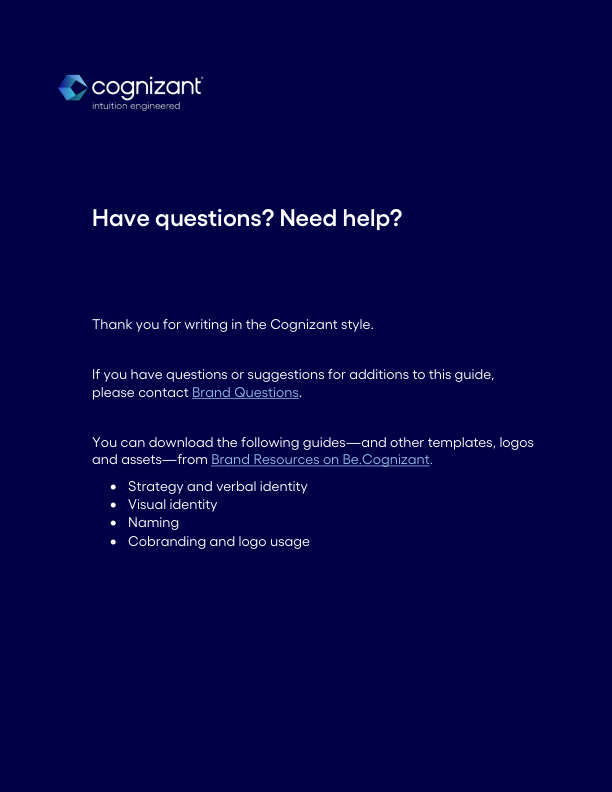 cognizant
intuition engineered
Have questions? Need help?
Thank you for writing in the Cognizant style.
If you have questions or suggestions for additions to this guide,
please contact Brand Questions.
You can download the following guides—and other templates, logos
and assets—from Brand Resources on Be.Cognizant.
• Strategy and verbal identity
• Visual identity
• Naming
• Cobranding and logo usage